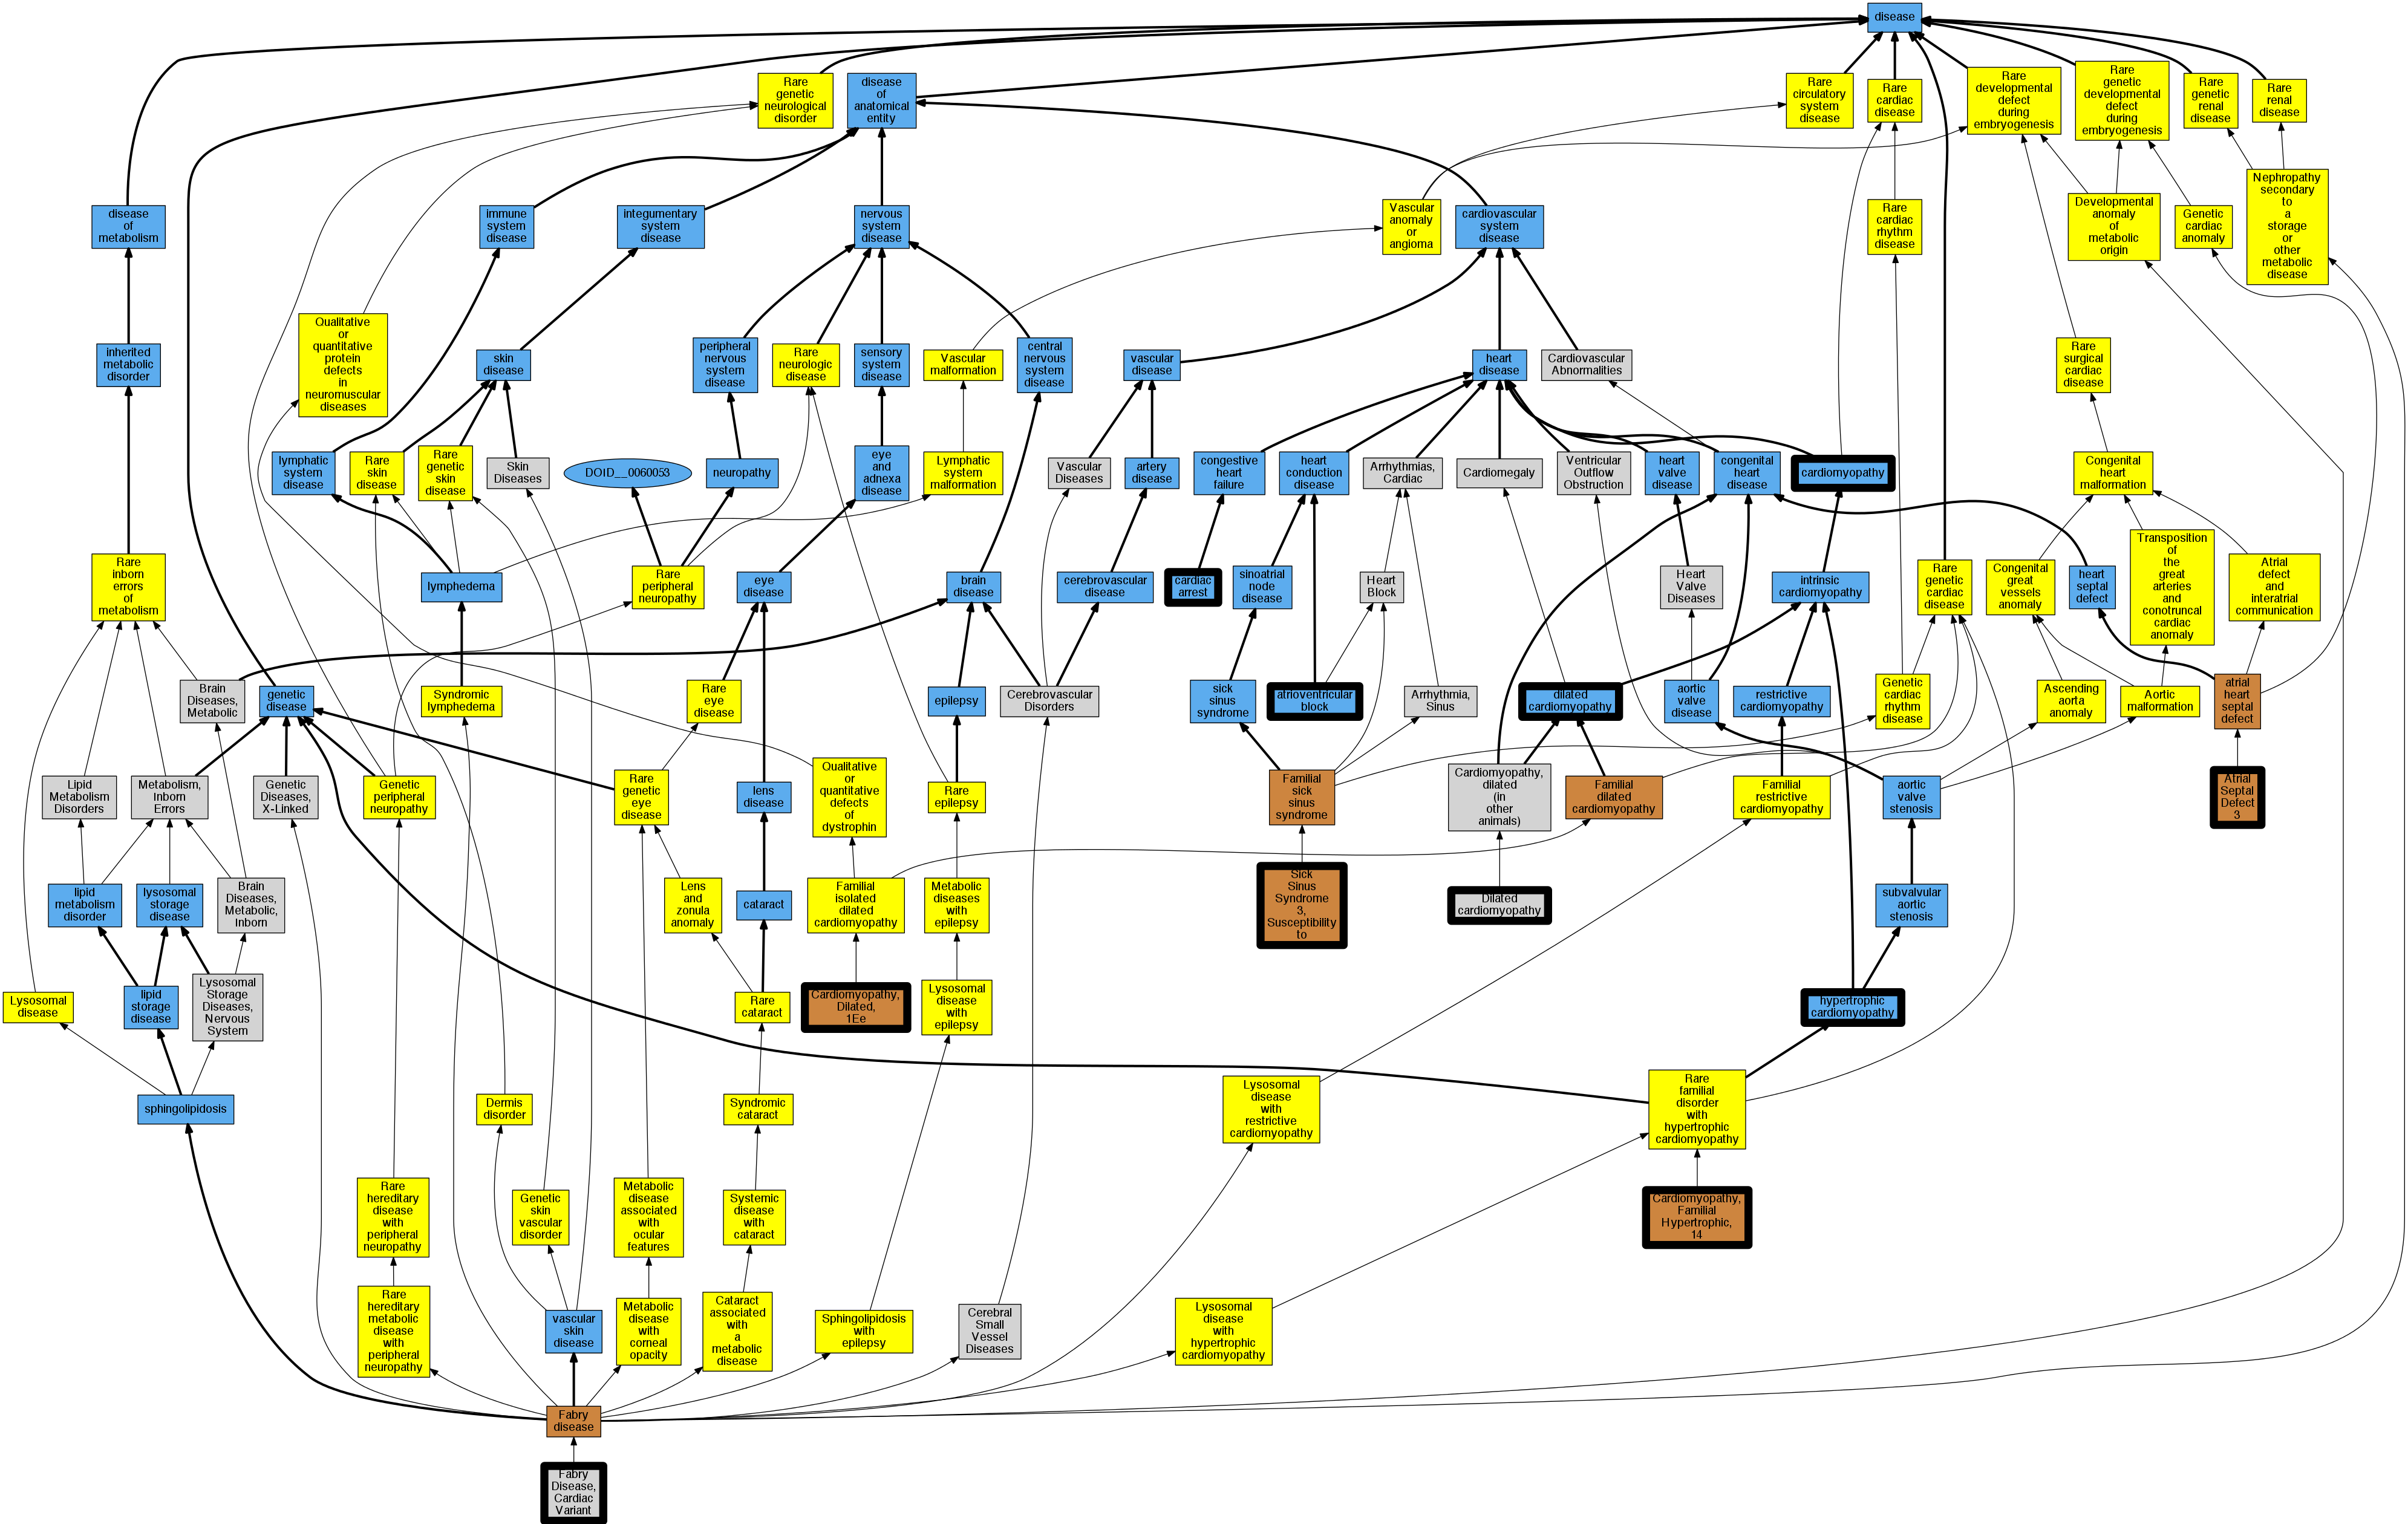 disease
Rare
genetic
neurological
disorder
disease
of
anatomical
entity
Rare
circulatory
system
disease
Rare
cardiac
disease
Rare
developmental
defect
during
embryogenesis
Rare
genetic
developmental
defect
during
embryogenesis
Rare
genetic
renal
disease
Rare
renal
disease
disease
of
metabolism
immune
system
disease
integumentary
system
disease
nervous
system
disease
Vascular
anomaly
or
angioma
cardiovascular
system
disease
Rare
cardiac
rhythm
disease
Developmental
anomaly
of
metabolic
origin
Genetic
cardiac
anomaly
Nephropathy
secondary
to
a
storage
or
other
metabolic
disease
inherited
metabolic
disorder
Qualitative
or
quantitative
protein
defects
in
neuromuscular
diseases
skin
disease
peripheral
nervous
system
disease
Rare
neurologic
disease
sensory
system
disease
Vascular
malformation
central
nervous
system
disease
vascular
disease
heart
disease
Cardiovascular
Abnormalities
Rare
surgical
cardiac
disease
lymphatic
system
disease
Rare
skin
disease
Rare
genetic
skin
disease
Skin
Diseases
DOID__0060053
neuropathy
eye
and
adnexa
disease
Lymphatic
system
malformation
Vascular
Diseases
artery
disease
congestive
heart
failure
heart
conduction
disease
Arrhythmias,
Cardiac
Cardiomegaly
Ventricular
Outflow
Obstruction
heart
valve
disease
congenital
heart
disease
cardiomyopathy
Congenital
heart
malformation
Rare
inborn
errors
of
metabolism
lymphedema
Rare
peripheral
neuropathy
eye
disease
brain
disease
cerebrovascular
disease
cardiac
arrest
sinoatrial
node
disease
Heart
Block
Heart
Valve
Diseases
intrinsic
cardiomyopathy
Rare
genetic
cardiac
disease
Congenital
great
vessels
anomaly
heart
septal
defect
Transposition
of
the
great
arteries
and
conotruncal
cardiac
anomaly
Atrial
defect
and
interatrial
communication
Brain
Diseases,
Metabolic
genetic
disease
Syndromic
lymphedema
Rare
eye
disease
epilepsy
Cerebrovascular
Disorders
sick
sinus
syndrome
atrioventricular
block
Arrhythmia,
Sinus
dilated
cardiomyopathy
aortic
valve
disease
restrictive
cardiomyopathy
Genetic
cardiac
rhythm
disease
Ascending
aorta
anomaly
Aortic
malformation
atrial
heart
septal
defect
Lipid
Metabolism
Disorders
Metabolism,
Inborn
Errors
Genetic
Diseases,
X-Linked
Genetic
peripheral
neuropathy
Rare
genetic
eye
disease
lens
disease
Qualitative
or
quantitative
defects
of
dystrophin
Rare
epilepsy
Familial
sick
sinus
syndrome
Cardiomyopathy,
dilated
(in
other
animals)
Familial
dilated
cardiomyopathy
Familial
restrictive
cardiomyopathy
aortic
valve
stenosis
Atrial
Septal
Defect
3
lipid
metabolism
disorder
lysosomal
storage
disease
Brain
Diseases,
Metabolic,
Inborn
Lens
and
zonula
anomaly
cataract
Familial
isolated
dilated
cardiomyopathy
Metabolic
diseases
with
epilepsy
Sick
Sinus
Syndrome
3,
Susceptibility
to
Dilated
cardiomyopathy
subvalvular
aortic
stenosis
Lysosomal
disease
lipid
storage
disease
Lysosomal
Storage
Diseases,
Nervous
System
Rare
cataract
Cardiomyopathy,
Dilated,
1Ee
Lysosomal
disease
with
epilepsy
hypertrophic
cardiomyopathy
sphingolipidosis
Dermis
disorder
Syndromic
cataract
Lysosomal
disease
with
restrictive
cardiomyopathy
Rare
familial
disorder
with
hypertrophic
cardiomyopathy
Rare
hereditary
disease
with
peripheral
neuropathy
Genetic
skin
vascular
disorder
Metabolic
disease
associated
with
ocular
features
Systemic
disease
with
cataract
Cardiomyopathy,
Familial
Hypertrophic,
14
Rare
hereditary
metabolic
disease
with
peripheral
neuropathy
vascular
skin
disease
Metabolic
disease
with
corneal
opacity
Cataract
associated
with
a
metabolic
disease
Sphingolipidosis
with
epilepsy
Cerebral
Small
Vessel
Diseases
Lysosomal
disease
with
hypertrophic
cardiomyopathy
Fabry
disease
Fabry
Disease,
Cardiac
Variant